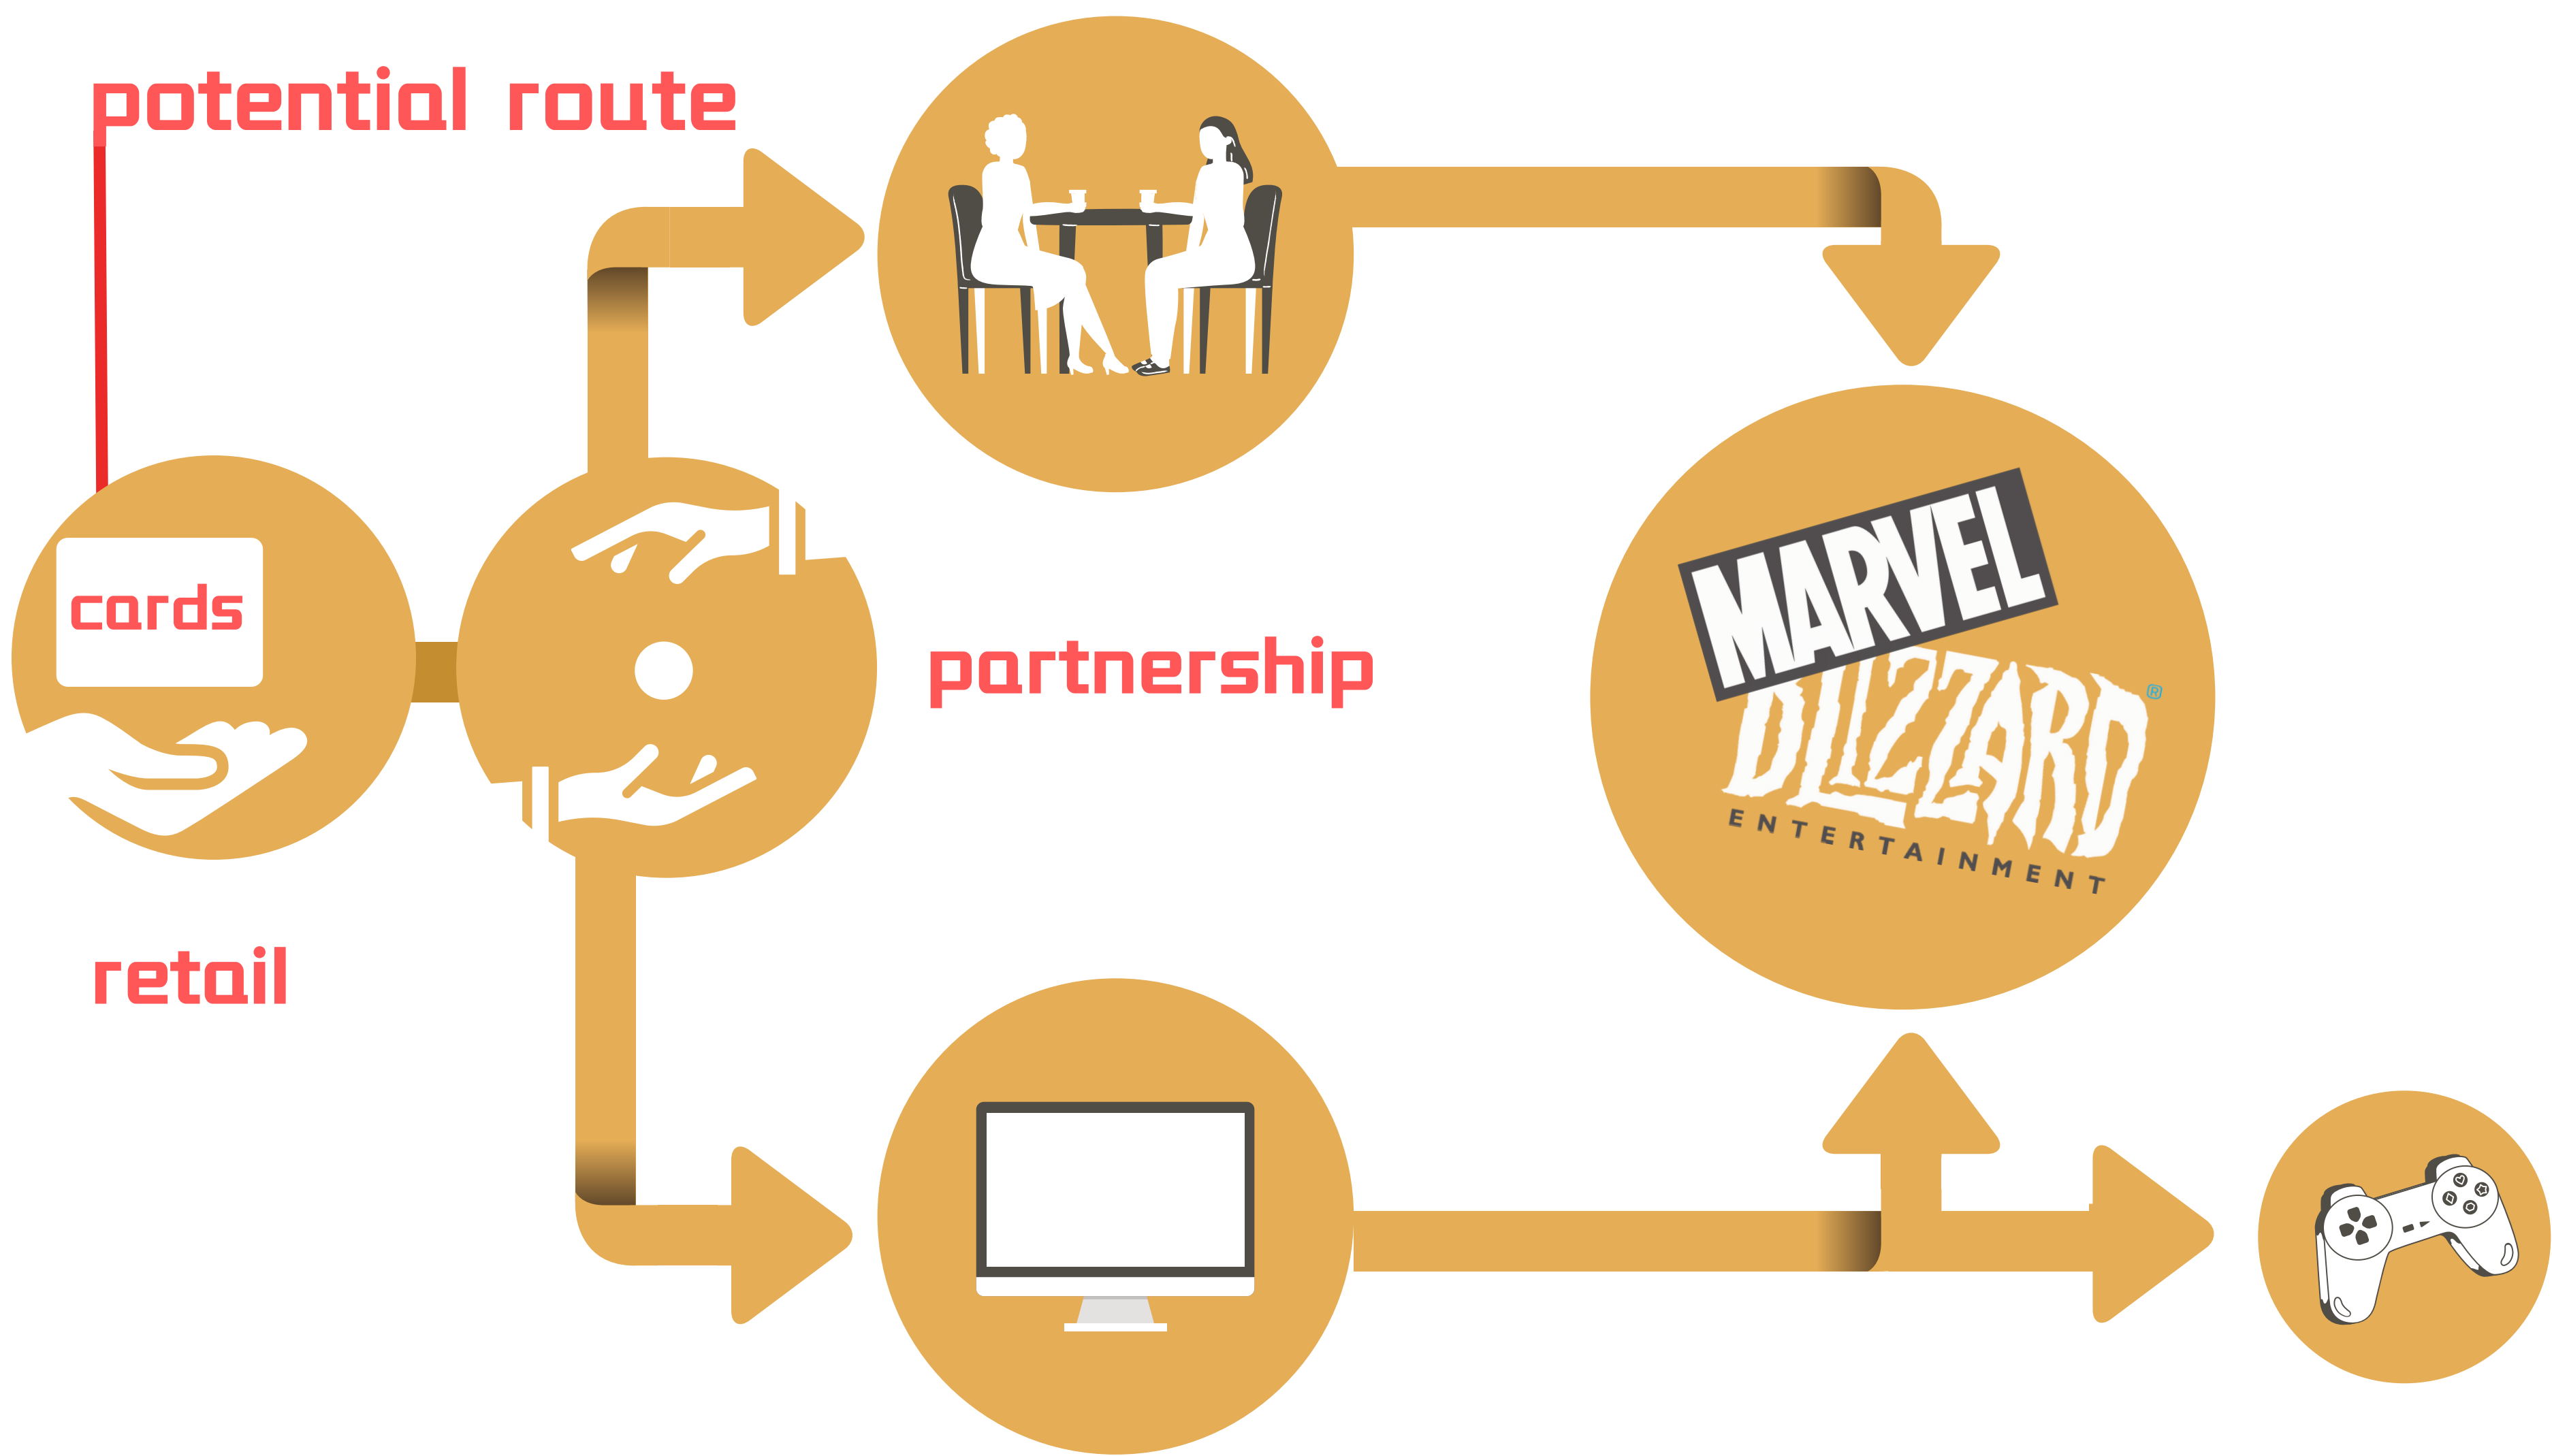 potential route
cards
partnership
retail
MARVEL
BLIZZARD®
ENTERTAINMENT